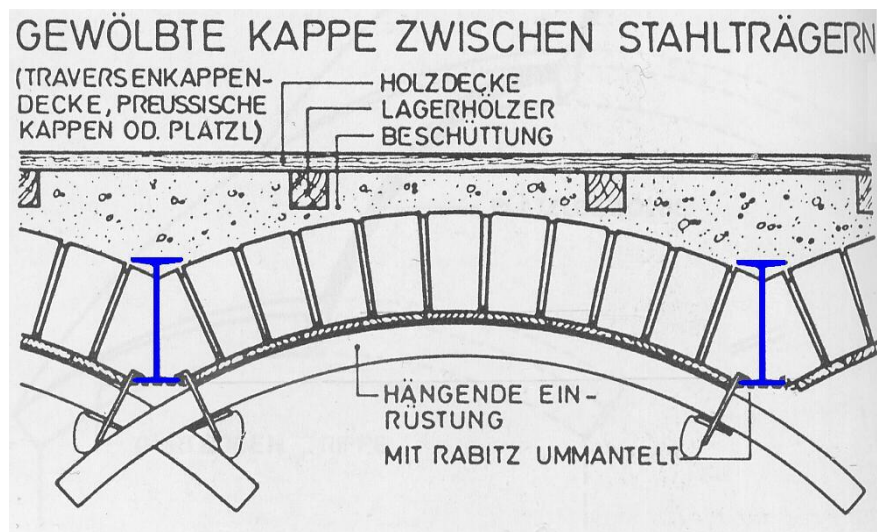 GEWÖLBTE KAPPE ZWISCHEN STAHLTRÄGERN
(TRAVERSENKAPPEN-
DECKE, PREUSSISCHE
KAPPEN OD. PLATZL)
HOLZDECKE
LAGERHÖLZER
BESCHÜTTUNG
HÄNGENDE EIN-
RÜSTUNG
MIT RABITZ UMMANTELT